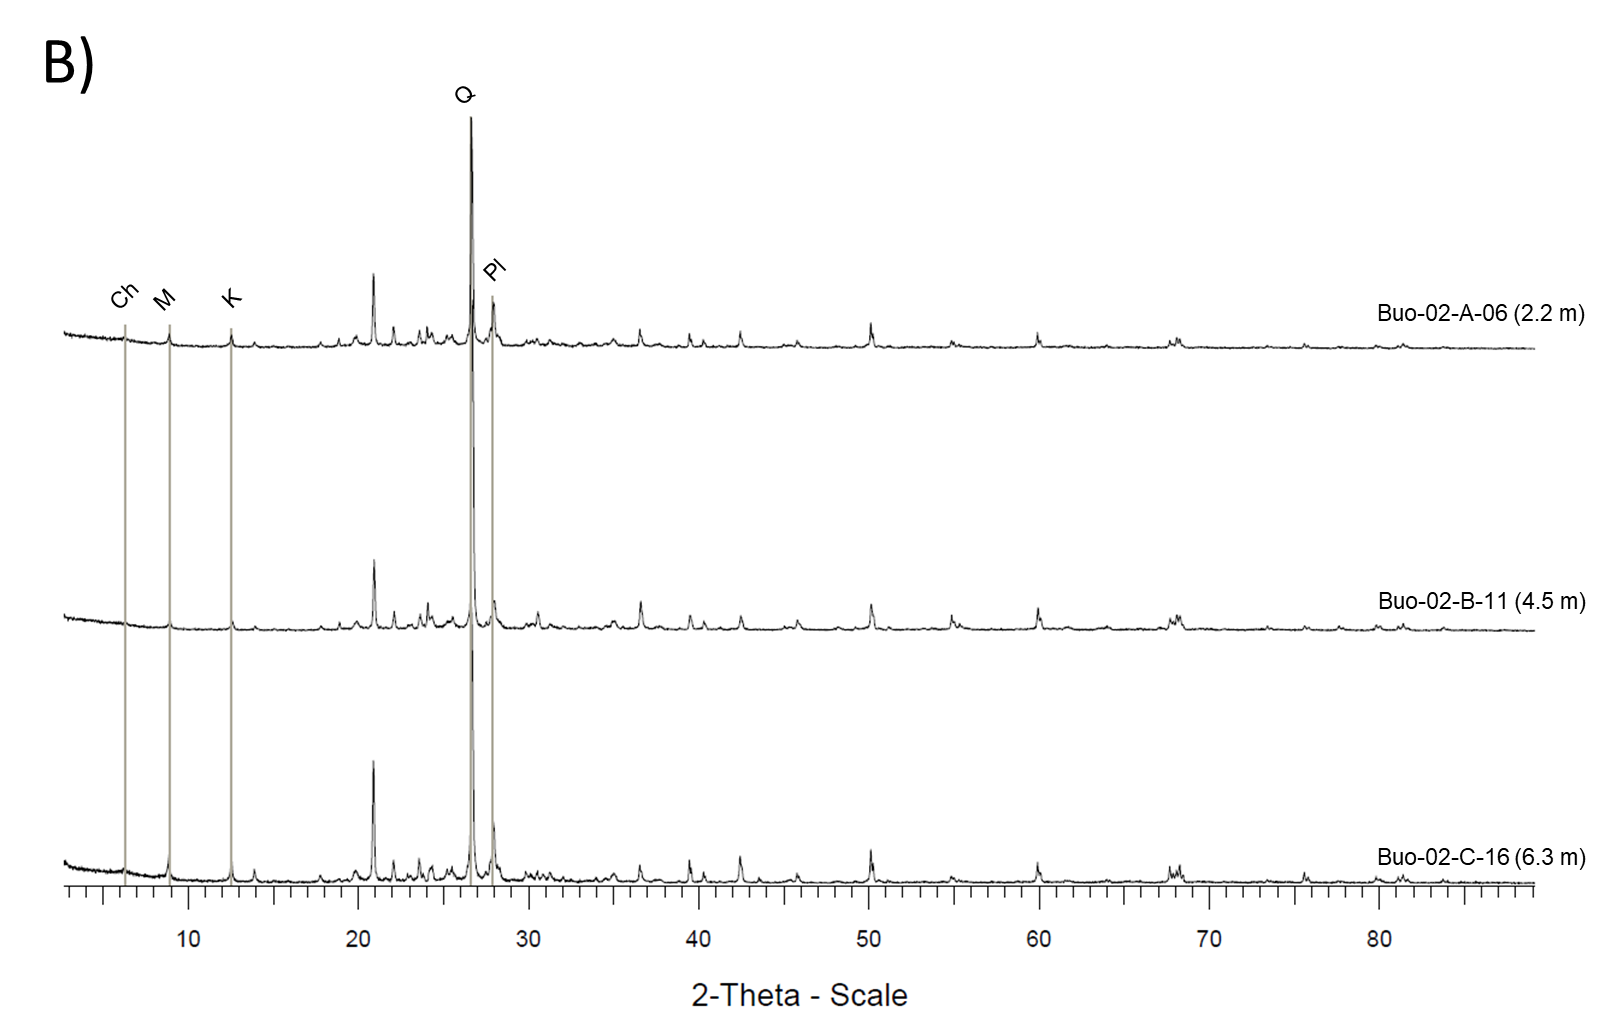 B)
Q
Pl
Ch M K
Buo-02-A-06 (2.2 m)
Buo-02-B-11 (4.5 m)
Buo-02-C-16 (6.3 m)
10 20 30 40 50 60 70 80
2-Theta - Scale